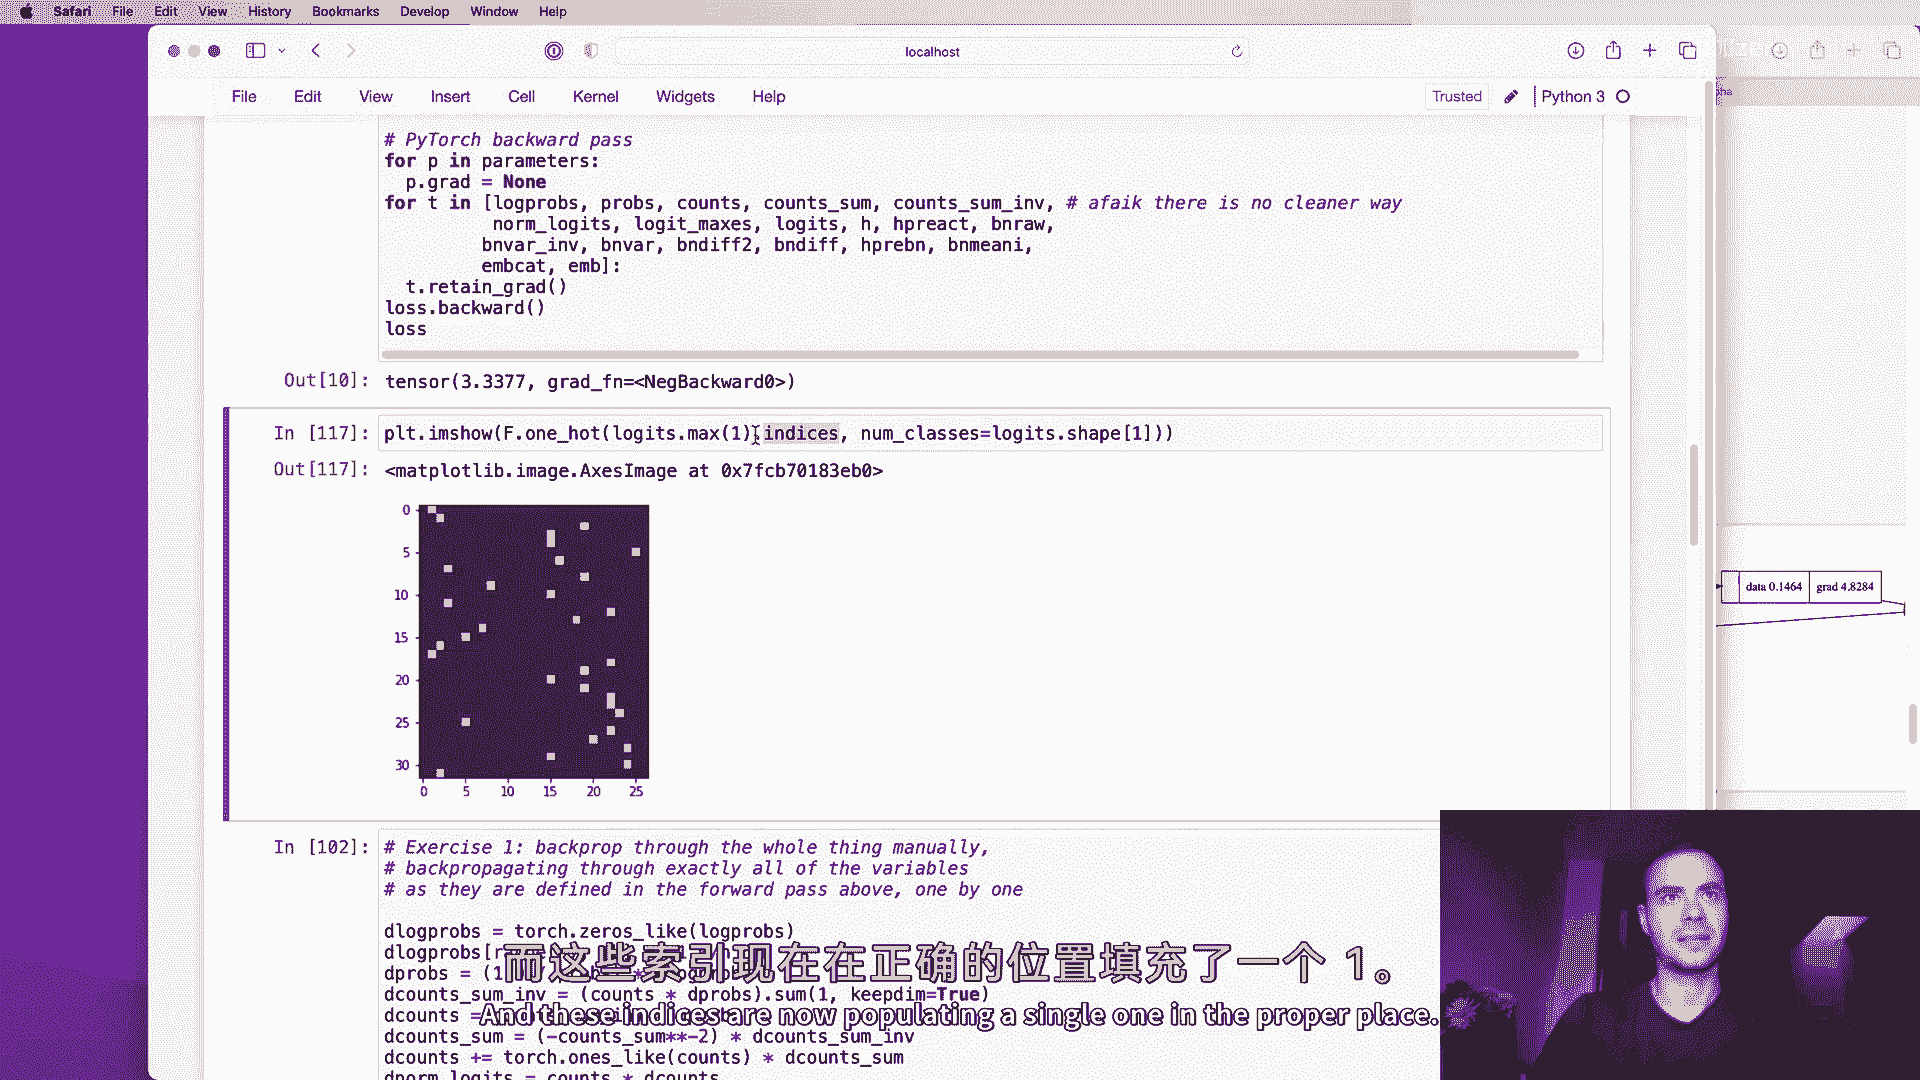 Safari File Edit View History Bookmarks Develop Window Help
localhost
File Edit View Insert Cell Kernel Widgets Help
Trusted Python 3
# PyTorch backward pass
for p in parameters:
p.grad = None
for t in [logprobs, probs, counts, counts_sum, counts_sum_inv, # afaik there is no cleaner way
norm_logits, logit_maxes, logits, h, hpreact, bnraw,
bnvar_inv, bnvar, bndiff2, bndiff, hprebn, bnmeani,
embcat, emb]:
t.retain_grad()
loss.backward()
loss
Out[10]: tensor(3.3377, grad_fn=<NegBackward0>)
In [117]: plt.imshow(F.one_hot(logits.max(1).indices, num_classes=logits.shape[1]))
Out[117]: <matplotlib.image.AxesImage at 0x7fcb70183eb0>
0
5
10
15
20
25
30
0 5 10 15 20 25
data 0.1464 grad 4.8284
In [102]: # Exercise 1: backprop through the whole thing manually,
# backpropagating through exactly all of the variables
# as they are defined in the forward pass above, one by one
dlogprobs = torch.zeros_like(logprobs)
dlogprobs[r
而这些索引现在在正确的位置填充了一个 1。
dprobs = (1
dcounts_sum_inv = (counts * dprobs).sum(1, keepdim=True)
dcounts =
And these indices are now populating a single one in the proper place.
dcounts_sum = (-counts_sum**-2) * dcounts_sum_inv
dcounts += torch.ones_like(counts) * dcounts_sum
dnorm_logits = counts * dcounts